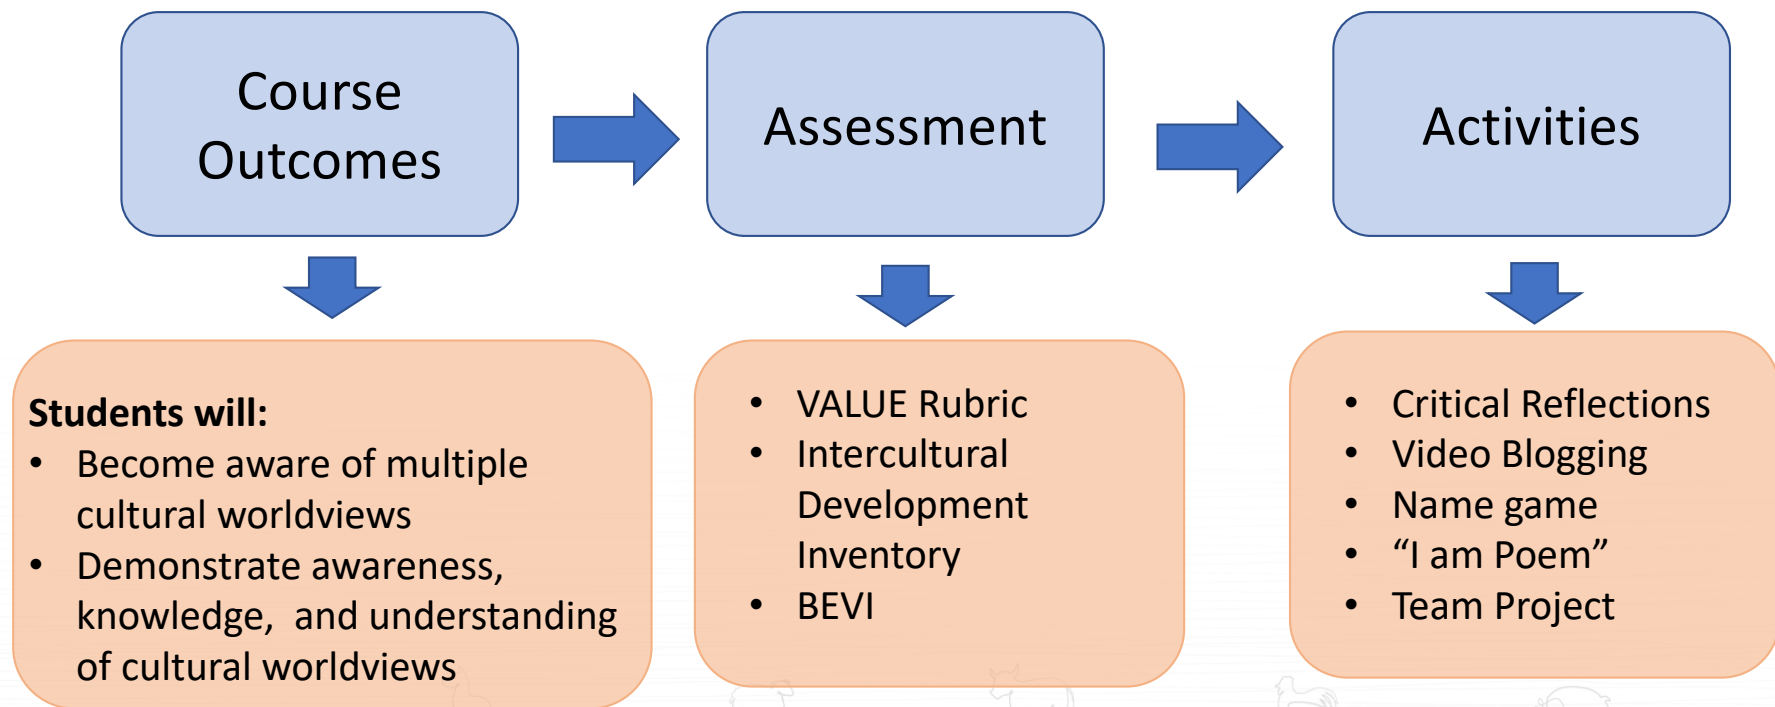 Course
Outcomes
Assessment
Activities
Students will:
• Become aware of multiple
cultural worldviews
• Demonstrate awareness,
knowledge,  and understanding
of cultural worldviews
• VALUE Rubric
• Intercultural
Development
Inventory
• BEVI
• Critical Reflections
• Video Blogging
• Name game
• “I am Poem”
• Team Project